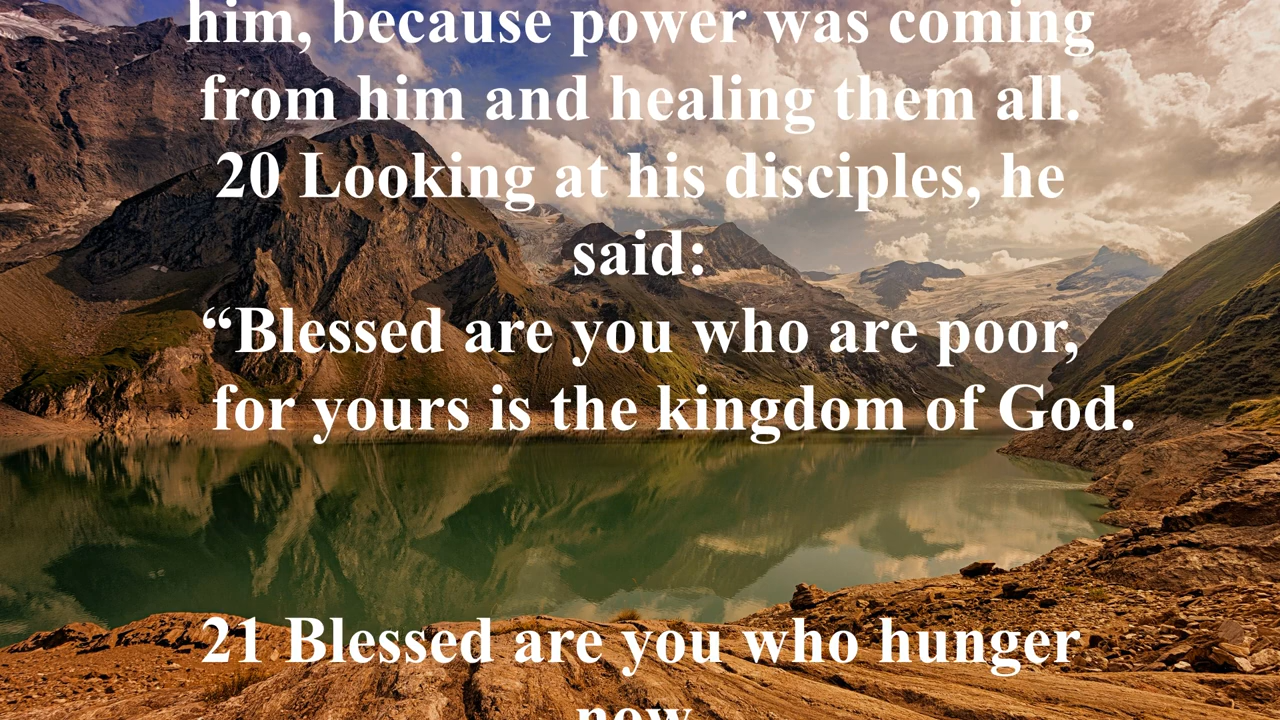 him, because power was coming
from him and healing them all.
20 Looking at his disciples, he
said:
“Blessed are you who are poor,
for yours is the kingdom of God.
21 Blessed are you who hunger
now,